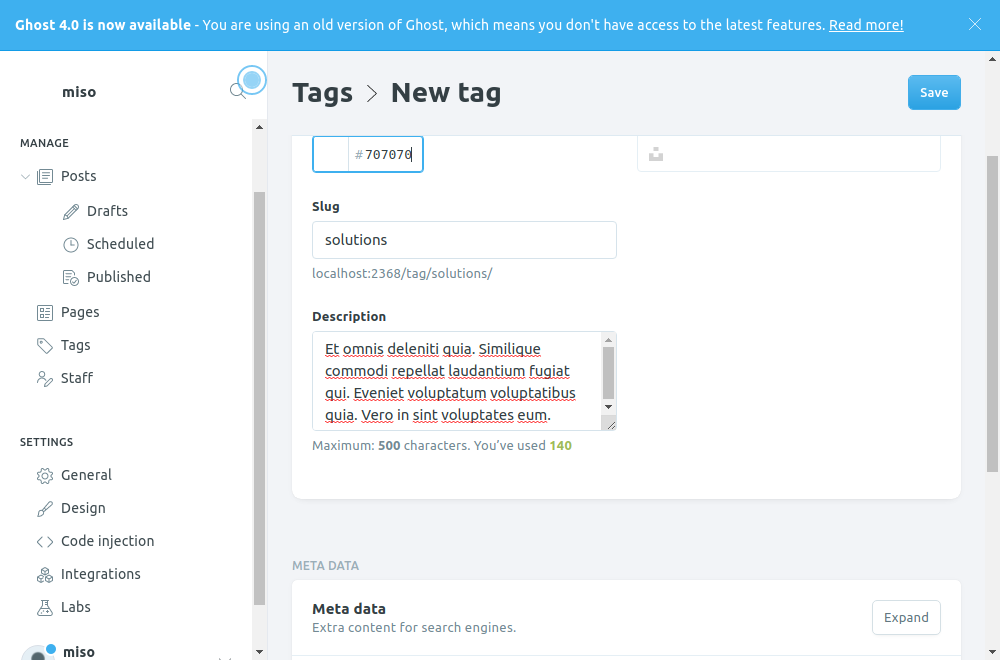 Ghost 4.0 is now available - You are using an old version of Ghost, which means you don't have access to the latest features. Read more!
miso
Tags > New tag
Save
MANAGE
Posts
Drafts
Scheduled
Published
Pages
Tags
Staff
SETTINGS
General
Design
Code injection
Integrations
Labs
miso
#707070
Slug
solutions
localhost:2368/tag/solutions/
Description
Et omnis deleniti quia. Similique
commodi repellat laudantium fugiat
qui. Eveniet voluptatum voluptatibus
quia. Vero in sint voluptates eum.
Maximum: 500 characters. You've used 140
META DATA
Meta data
Extra content for search engines.
Expand